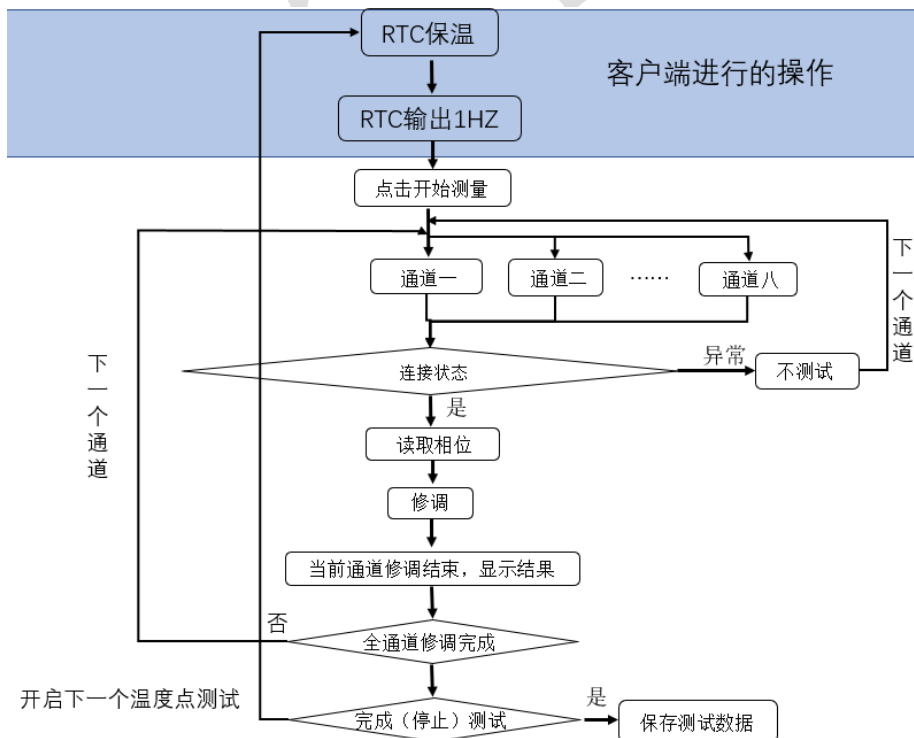 RTC保温
客户端进行的操作
RTC输出1HZ
点击开始测量
通道一
通道二
……
通道八
下一个通道
连接状态
异常
不测试
是
下一个通道
读取相位
修调
当前通道修调结束，显示结果
否
全通道修调完成
开启下一个温度点测试
完成（停止）测试
是
保存测试数据